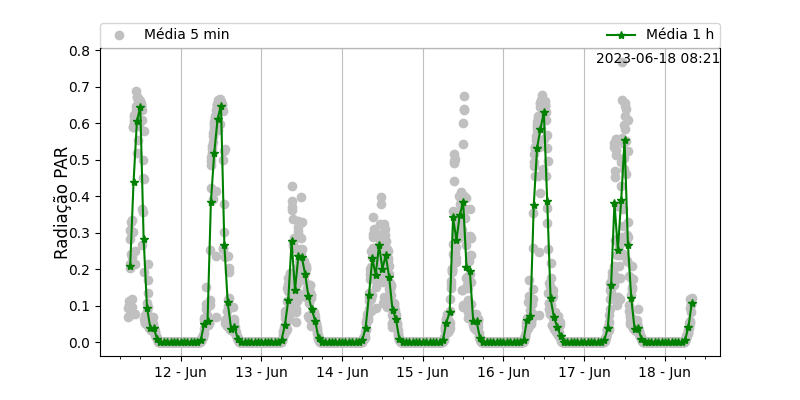 Média 5 min
Média 1 h
2023-06-18 08:21
Radiação PAR
0.8
0.7
0.6
0.5
0.4
0.3
0.2
0.1
0.0
12 - Jun
13 - Jun
14 - Jun
15 - Jun
16 - Jun
17 - Jun
18 - Jun